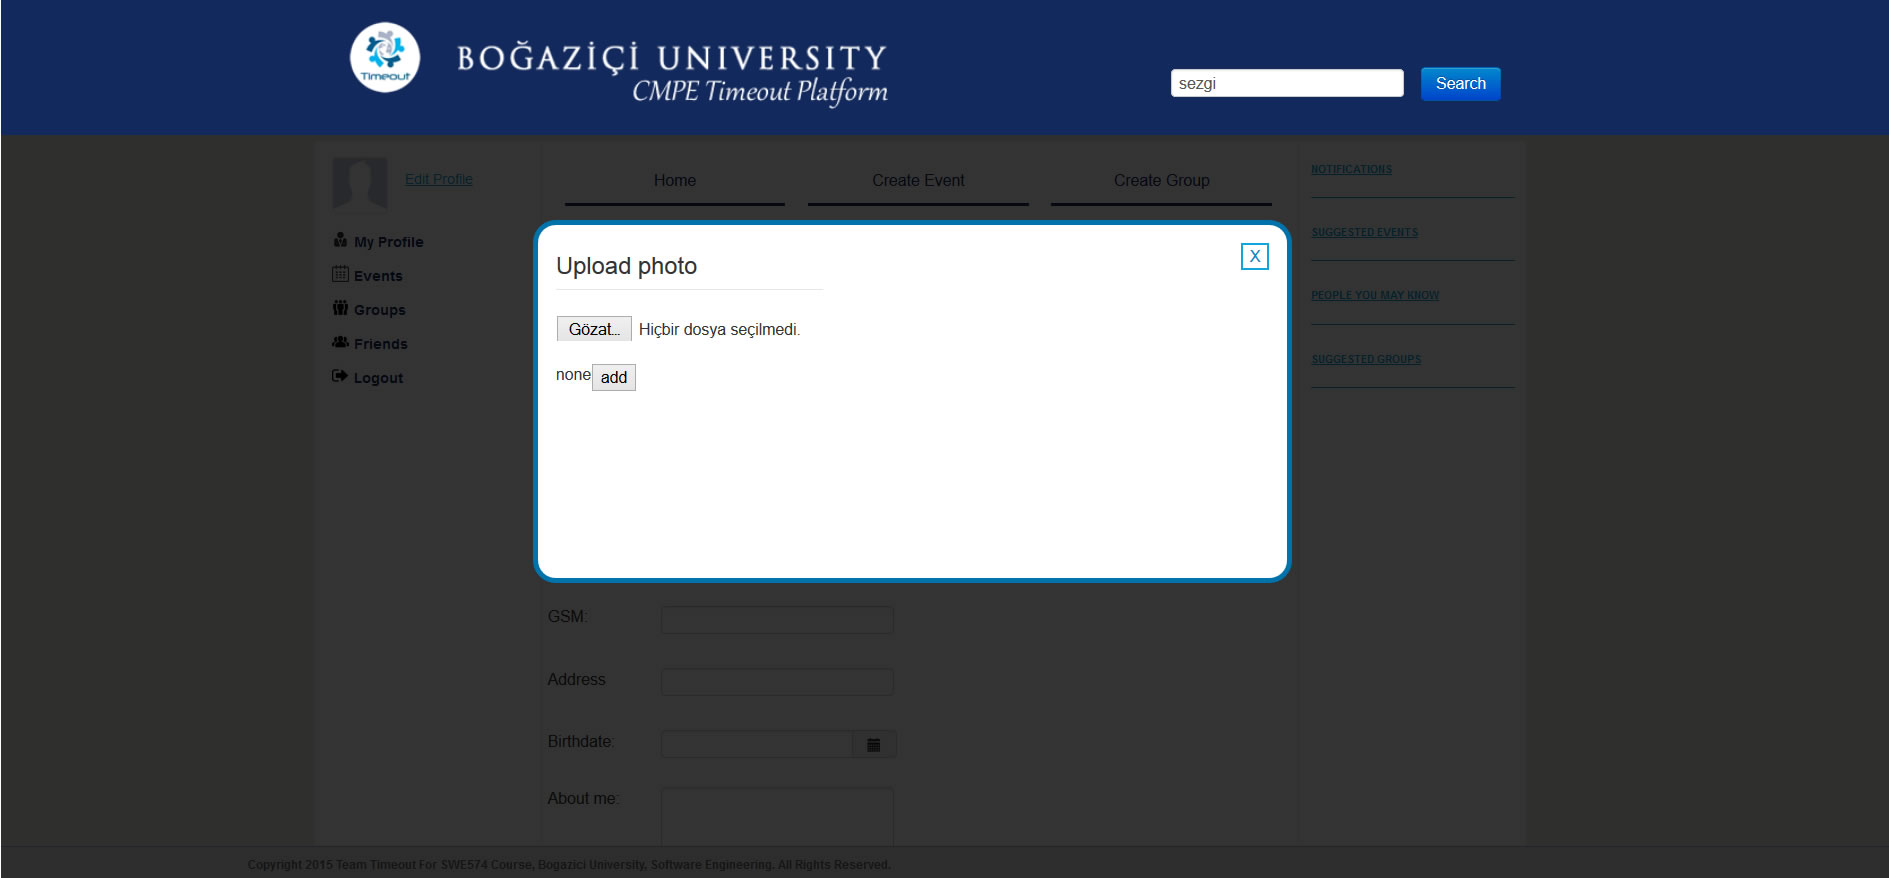 Timeout
BOĞAZİÇİ UNIVERSITY
CMPE Timeout Platform
sezgi
Search
Edit Profile
My Profile
Events
Groups
Friends
Logout
Home
Create Event
Create Group
NOTIFICATIONS
SUGGESTED EVENTS
PEOPLE YOU MAY KNOW
SUGGESTED GROUPS
Upload photo
X
Gözat...
Hiçbir dosya seçilmedi.
none
add
GSM:
Address
Birthdate:
About me:
Copyright 2015 Team Timeout For SWE574 Course, Bogazici University, Software Engineering. All Rights Reserved.